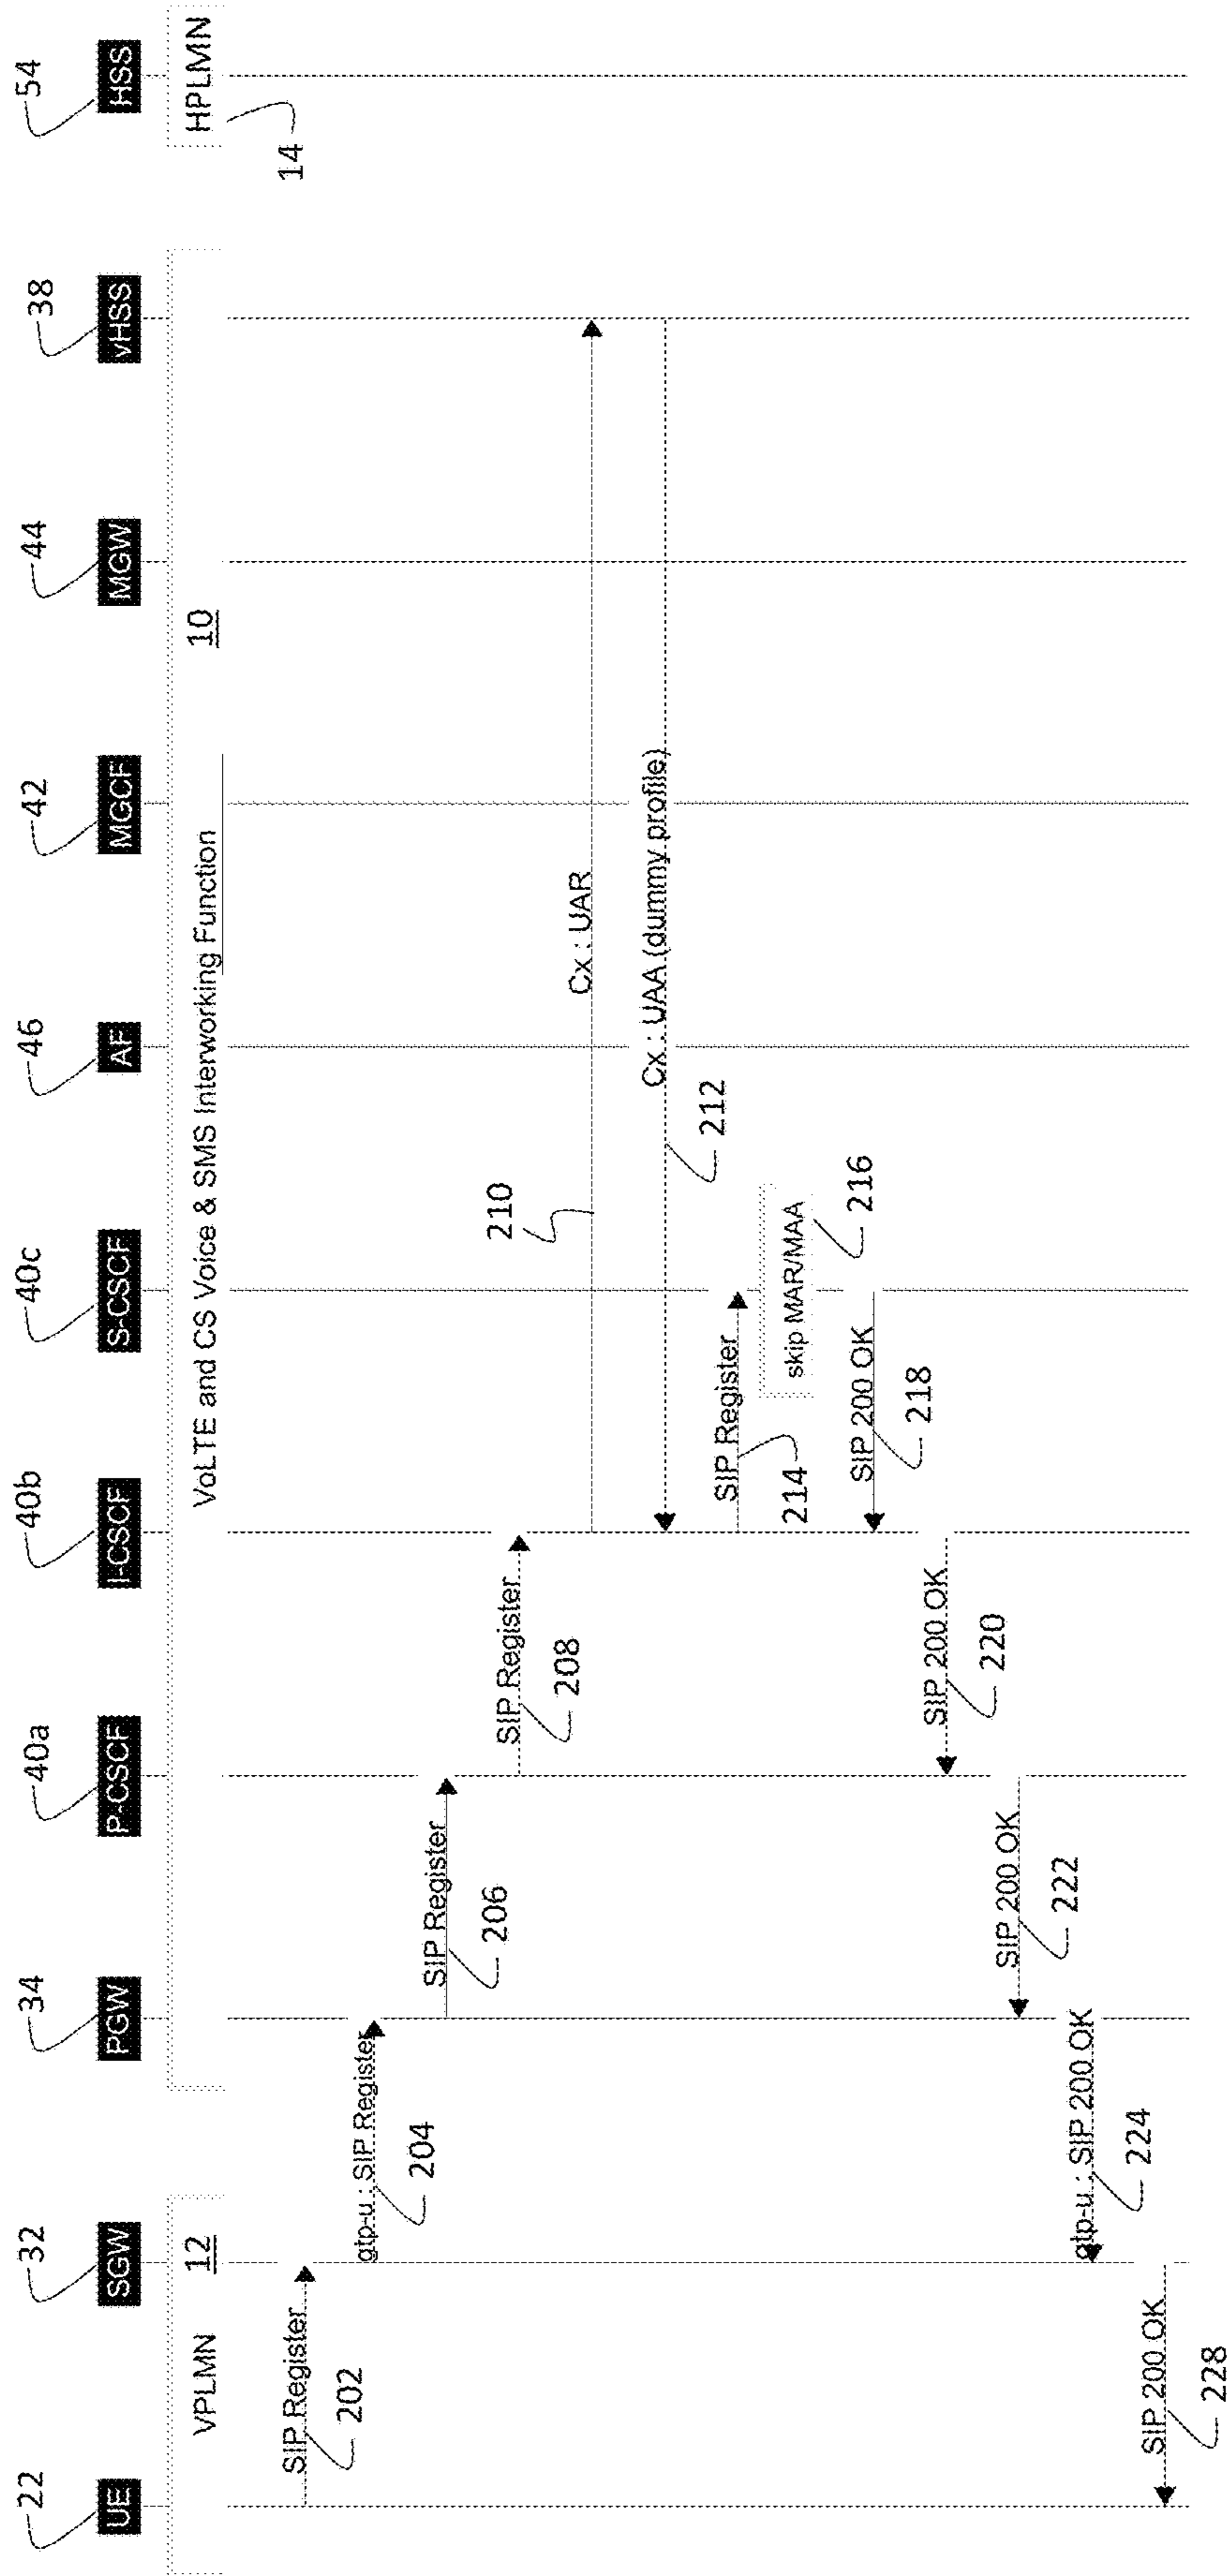 22
32
34
40a
40b
40c
46
42
44
38
54
UE
SGW
PGW
P-CSCF
I-CSCF
S-CSCF
AF
MGCF
MGW
vHSS
HSS
VPLMN
12
VoLTE and CS Voice & SMS Interworking Function
10
HPLMN
14
SIP Register
202
gtp-u : SIP Register
204
SIP Register
206
SIP Register
208
210
Cx : UAR
Cx : UAA (dummy profile)
212
SIP Register
214
skip MAR/MAA
216
SIP 200 OK
218
SIP 200 OK
220
SIP 200 OK
222
gtp-u : SIP 200 OK
224
SIP 200 OK
228